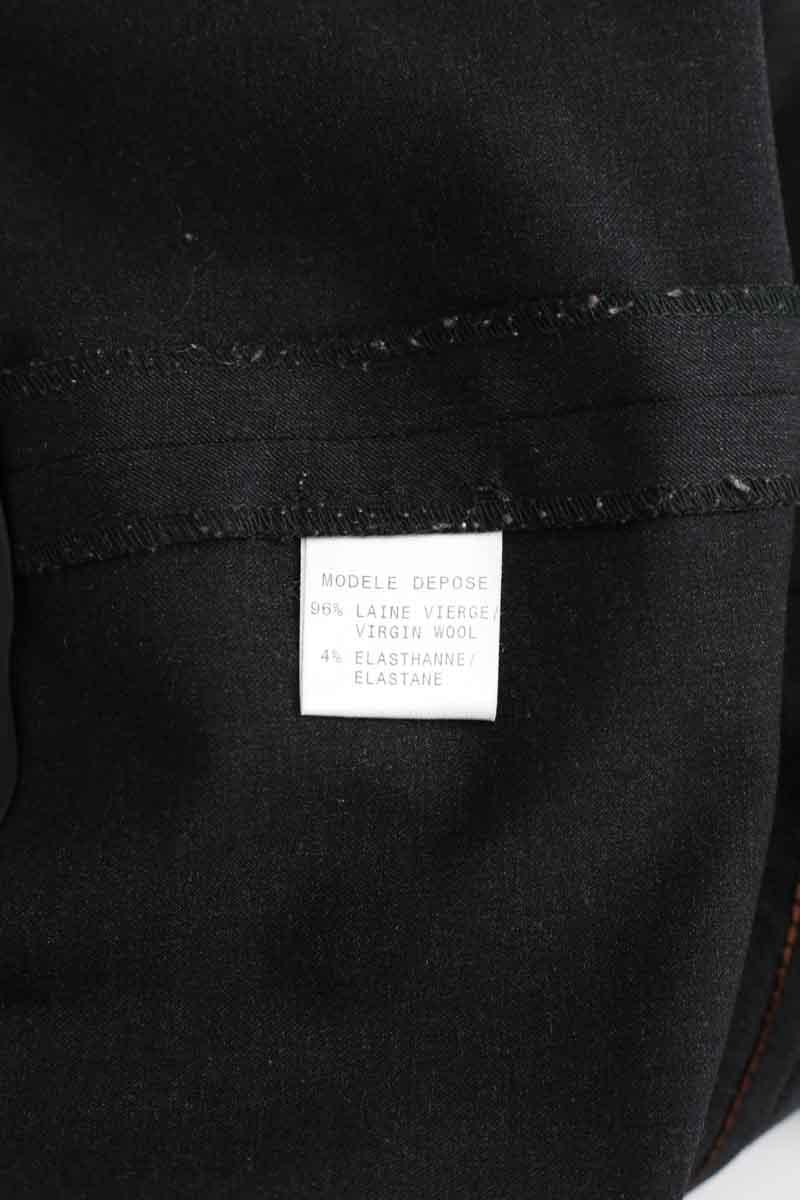 MODELE DEPOSE
96% LAINE VIERGE/
VIRGIN WOOL
4% ELASTHANNE/
ELASTANE